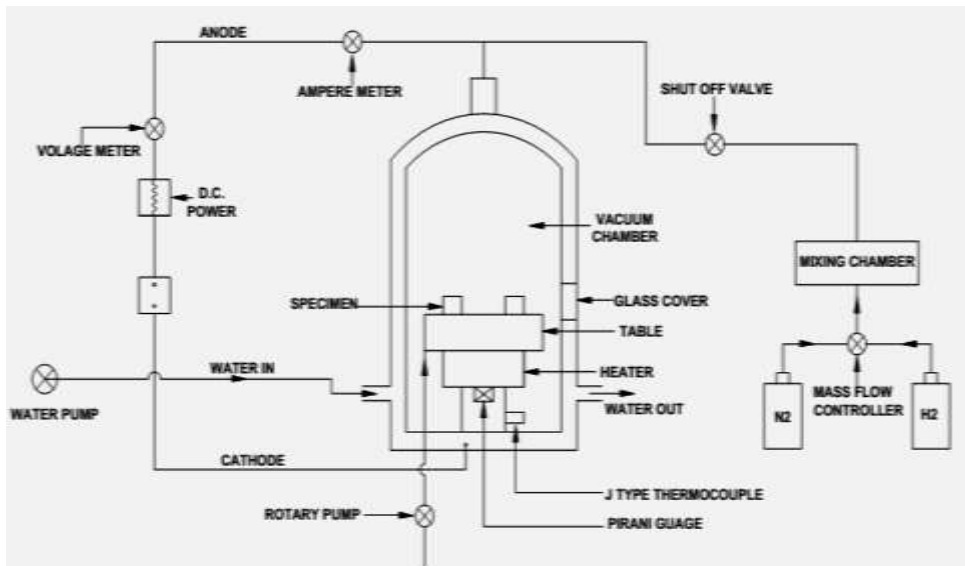 ANODE
AMPERE METER
SHUT OFF VALVE
VOLAGE METER
D.C.
POWER
VACUUM
CHAMBER
MIXING CHAMBER
SPECIMEN
GLASS COVER
TABLE
WATER IN
HEATER
WATER PUMP
WATER OUT
N2
MASS FLOW
CONTROLLER
H2
CATHODE
J TYPE THERMOCOUPLE
ROTARY PUMP
PIRANI GUAGE